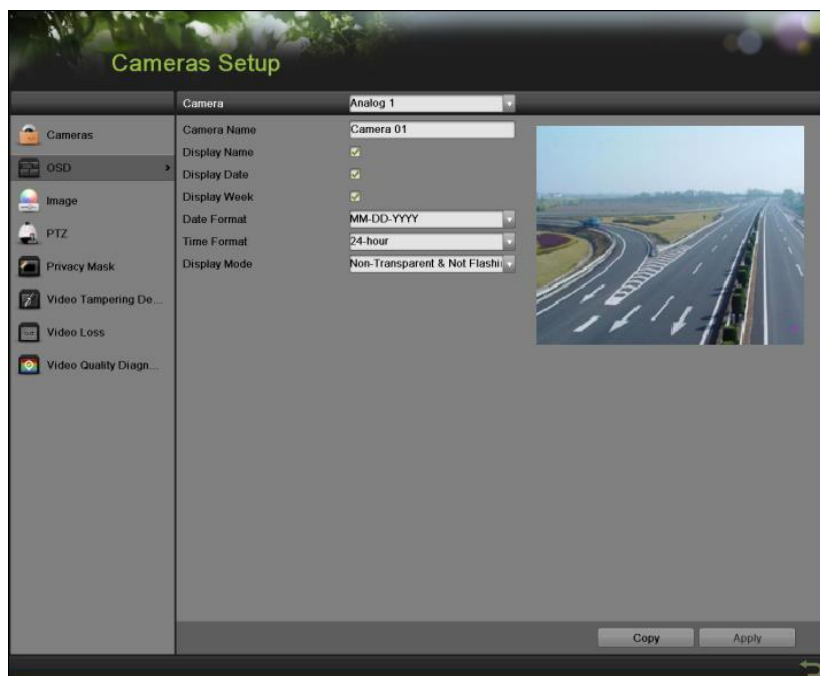 Cameras Setup
Camera Analog 1
Cameras
OSD
Image
PTZ
Privacy Mask
Video Tampering De...
Video Loss
Video Quality Diagn...
Camera Name Camera 01
Display Name
Display Date
Display Week
Date Format MM-DD-YYYY
Time Format 24-hour
Display Mode Non-Transparent & Not Flashi
Copy Apply